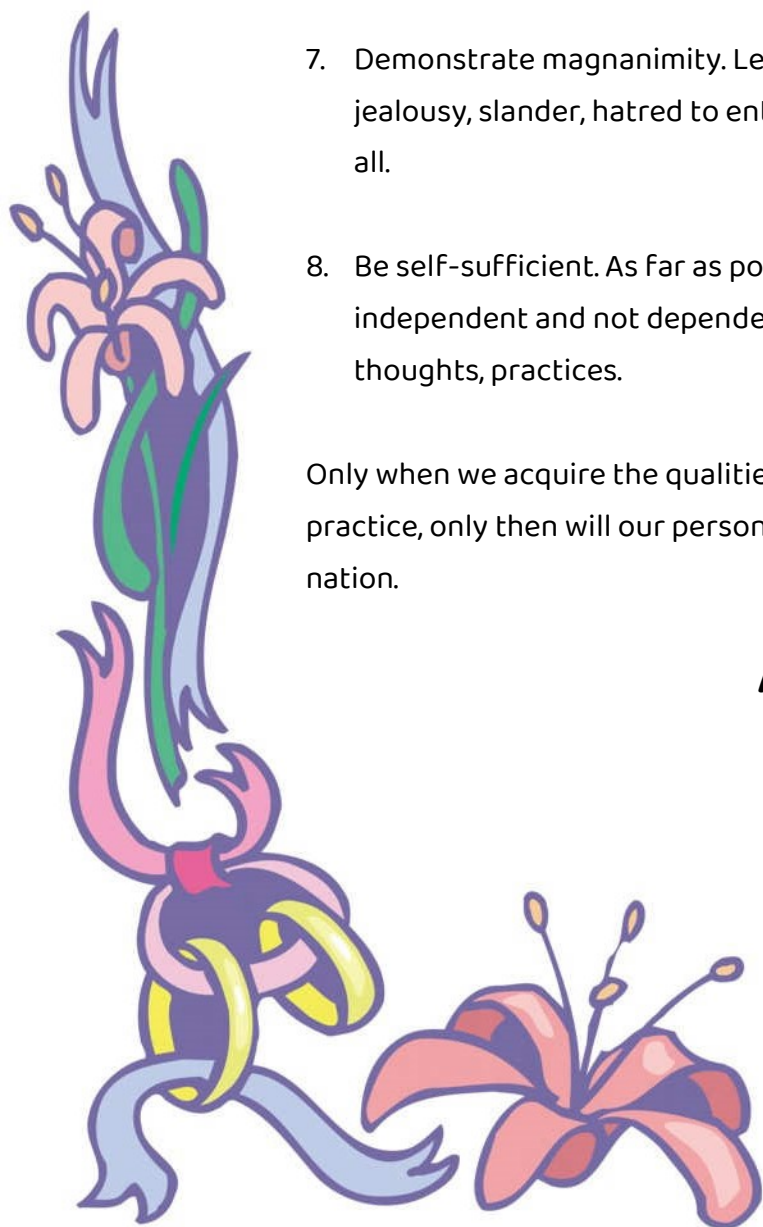 7. Demonstrate magnanimity. Le
jealousy, slander, hatred to ent
all.
8. Be self-sufficient. As far as po
independent and not depende
thoughts, practices.
Only when we acquire the qualitie
practice, only then will our person
nation.